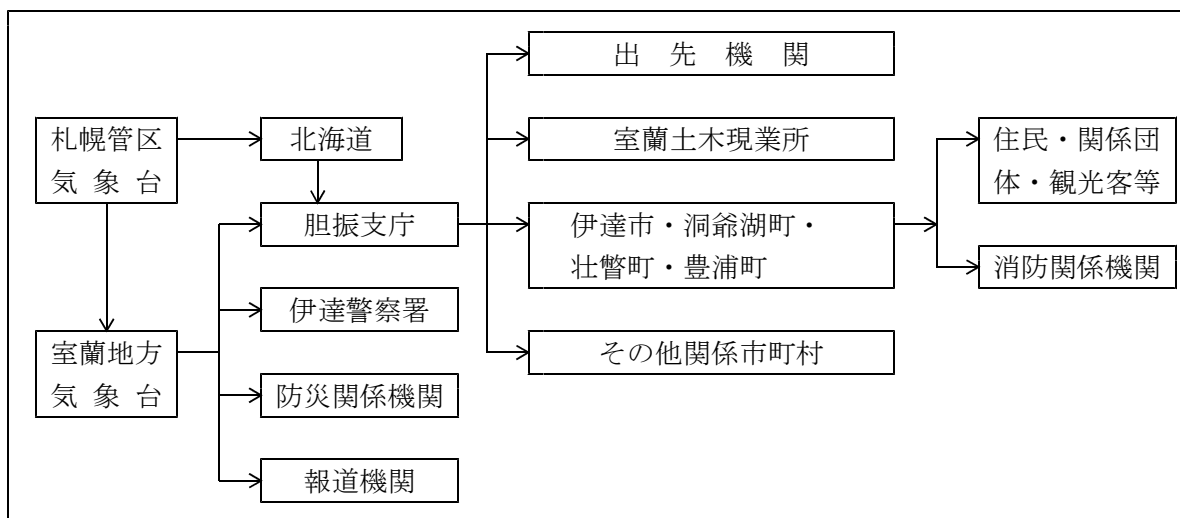 出先機関
札幌管区
気象台
北海道
室蘭土木現業所
住民・関係団
体・観光客等
胆振支庁
伊達市・洞爺湖町・
壮瞥町・豊浦町
消防関係機関
伊達警察署
室蘭地方
気象台
その他関係市町村
防災関係機関
報道機関